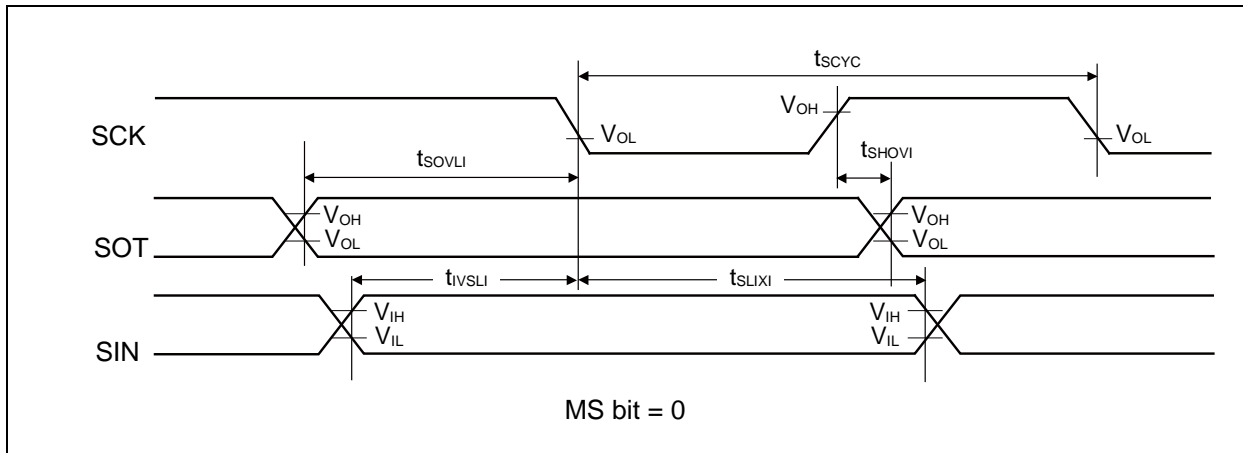 tSCYC
VOH
SCK
VOL
VOL
tSOVLI
tSHOVI
VOH
VOH
SOT
VOL
VOL
tIVSLI
tSLIXI
VIH
VIH
SIN
VIL
VIL
MS bit = 0